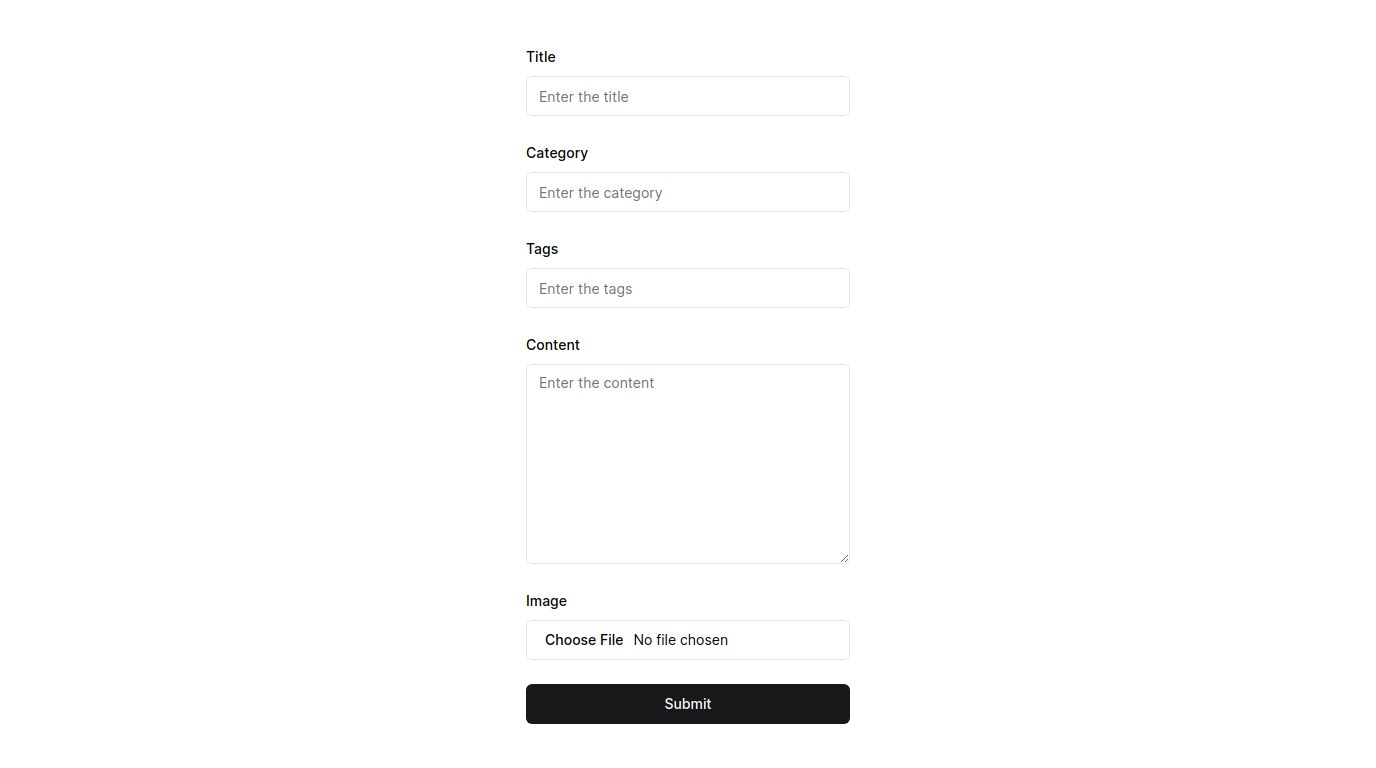 Title
Enter the title
Category
Enter the category
Tags
Enter the tags
Content
Enter the content
Image
Choose File No file chosen
Submit